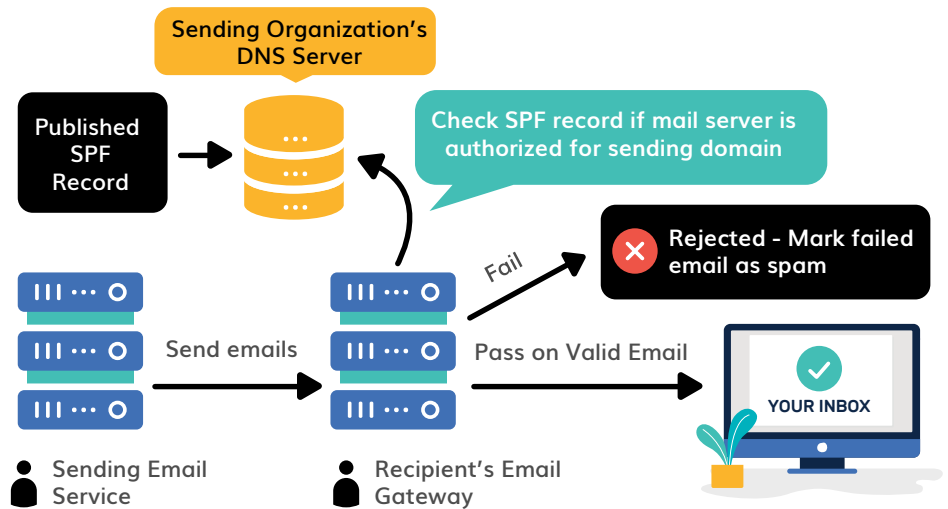 Sending Organization's
DNS Server
Published
SPF
Record
Check SPF record if mail server is
authorized for sending domain
Fail
Rejected - Mark failed
email as spam
Send emails
Pass on Valid Email
YOUR INBOX
Sending Email
Service
Recipient's Email
Gateway